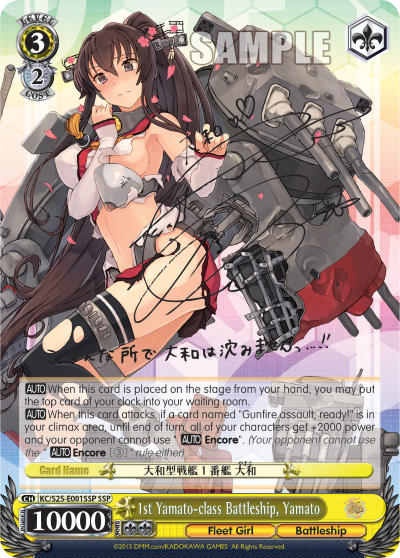 LEVEL
3
2
COST
SAMPLE
な所で大和は沈みませんっ…!!
AUTO When this card is placed on the stage from your hand, you may put
the top card of your clock into your waiting room.
AUTO When this card attacks, if a card named "Gunfire assault, ready!" is in
your climax area, until end of turn, all of your characters get +2000 power
and your opponent cannot use " AUTO Encore". (Your opponent cannot use
the " AUTO Encore [③] " rule either)
Card Name
大和型戦艦1番艦 大和
CD KC/S25-E001SSP SSP
POWER
10000
SOUL
1st Yamato-class Battleship, Yamato
Fleet Girl
Battleship
©2015 DMM.com/KADOKAWA GAMES All Rights Reserved.